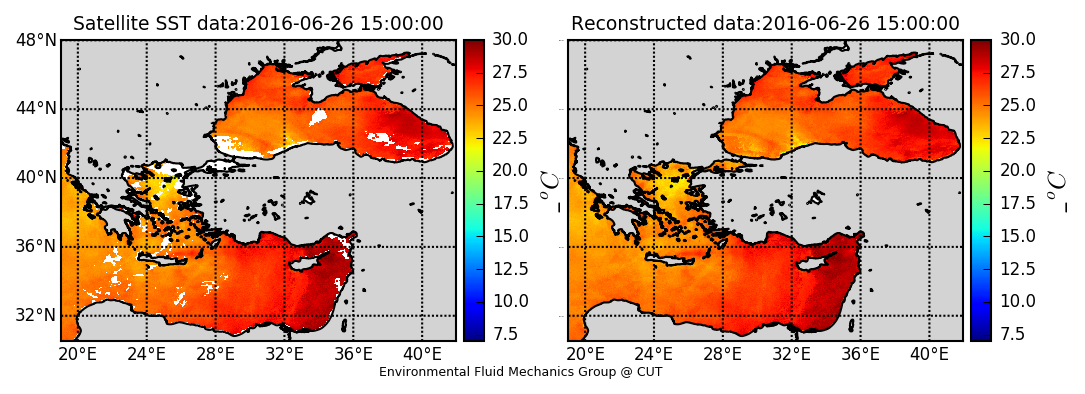 Satellite SST data:2016-06-26 15:00:00
48°N
44°N
40°N
36°N
32°N
20°E 24°E 28°E 32°E 36°E 40°E
30.0
27.5
25.0
22.5
20.0
17.5
15.0
12.5
10.0
7.5
_°C
Reconstructed data:2016-06-26 15:00:00
20°E 24°E 28°E 32°E 36°E 40°E
30.0
27.5
25.0
22.5
20.0
17.5
15.0
12.5
10.0
7.5
_°C
Environmental Fluid Mechanics Group @ CUT